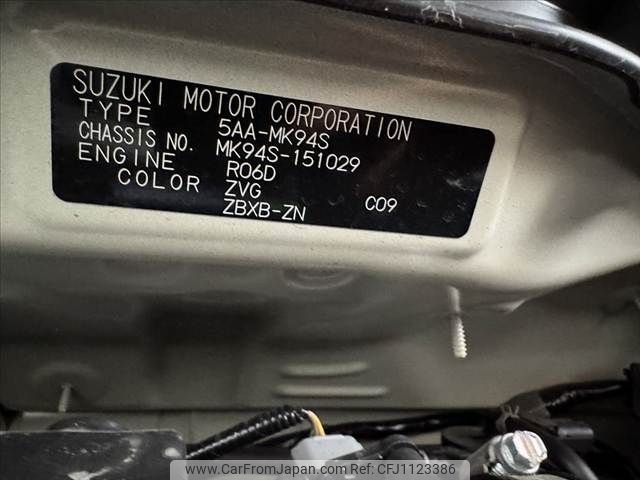 SUZUKI MOTOR CORPORATION
TYPE 5AA-MK94S
CHASSIS NO. MK94S-151029
ENGINE R06D
COLOR ZVG
ZBXB-ZN C09
www.CarFromJapan.com | Ref-No: CFJ1123386